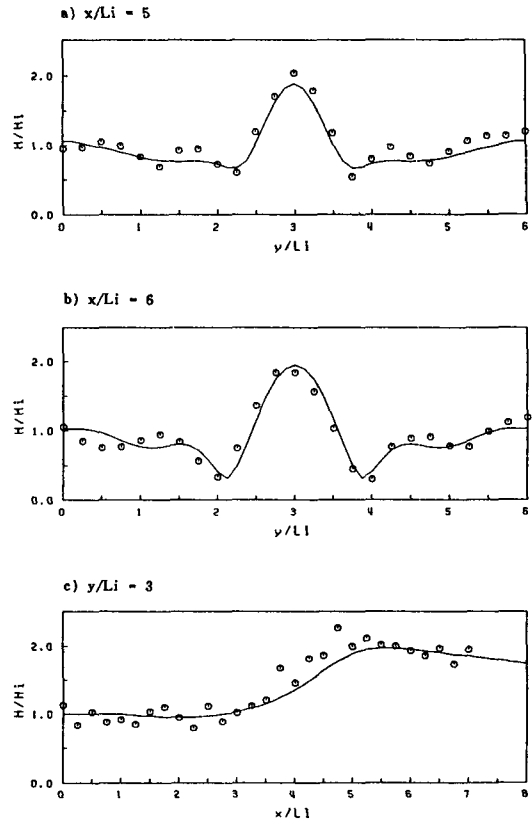 a) x/Li = 5
2.0
1.0
0.0
H/Hi
0 1 2 3 4 5 6
y/Li
b) x/Li = 6
2.0
1.0
0.0
H/Hi
0 1 2 3 4 5 6
y/Li
c) y/Li = 3
2.0
1.0
0.0
H/Hi
0 1 2 3 4 5 6 7 8
x/Li